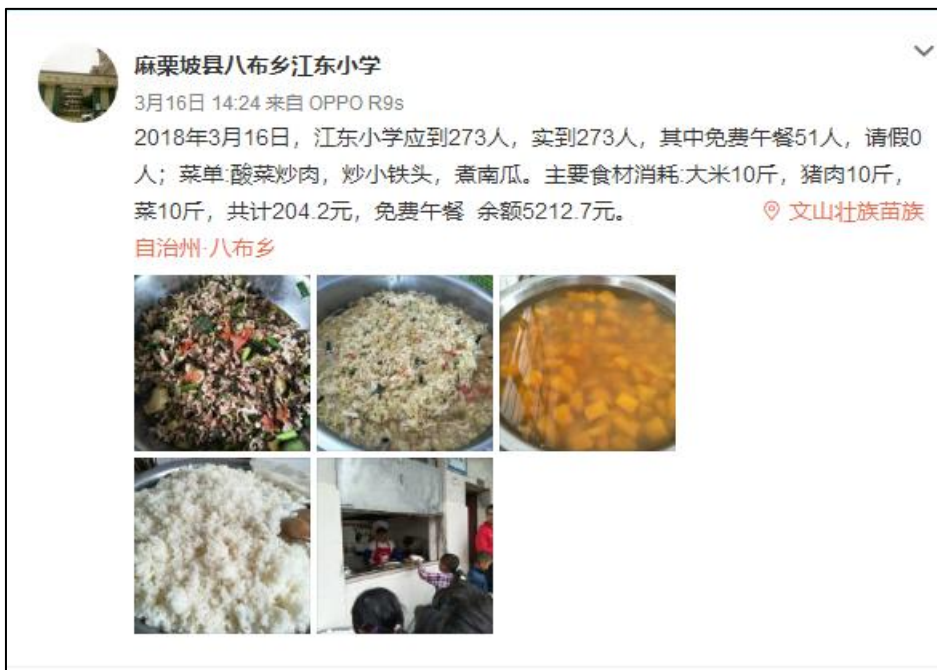 麻栗坡县八布乡江东小学
3月16日 14:24 来自 OPPO R9s
2018年3月16日，江东小学应到273人，实到273人，其中免费午餐51人，请假0
人；菜单:酸菜炒肉，炒小铁头，煮南瓜。主要食材消耗:大米10斤，猪肉10斤，
菜10斤，共计204.2元，免费午餐 余额5212.7元。 文山壮族苗族
自治州·八布乡